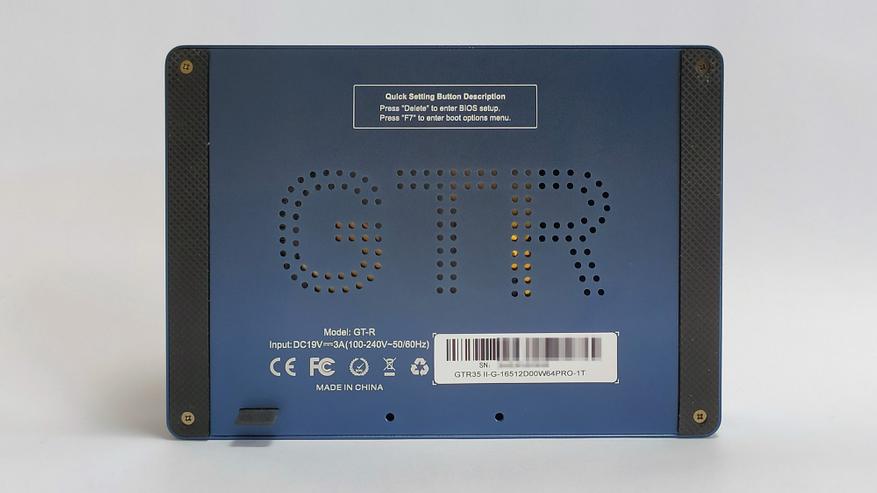 Quick Setting Button Description
Press "Delete" to enter BIOS setup.
Press "F7" to enter boot options menu.
GTR
Model: GT-R
Input:DC19V⎓3A(100-240V~50/60Hz)
CE FC
MADE IN CHINA
SN:
GTR35 II-G-16512D00W64PRO-1T